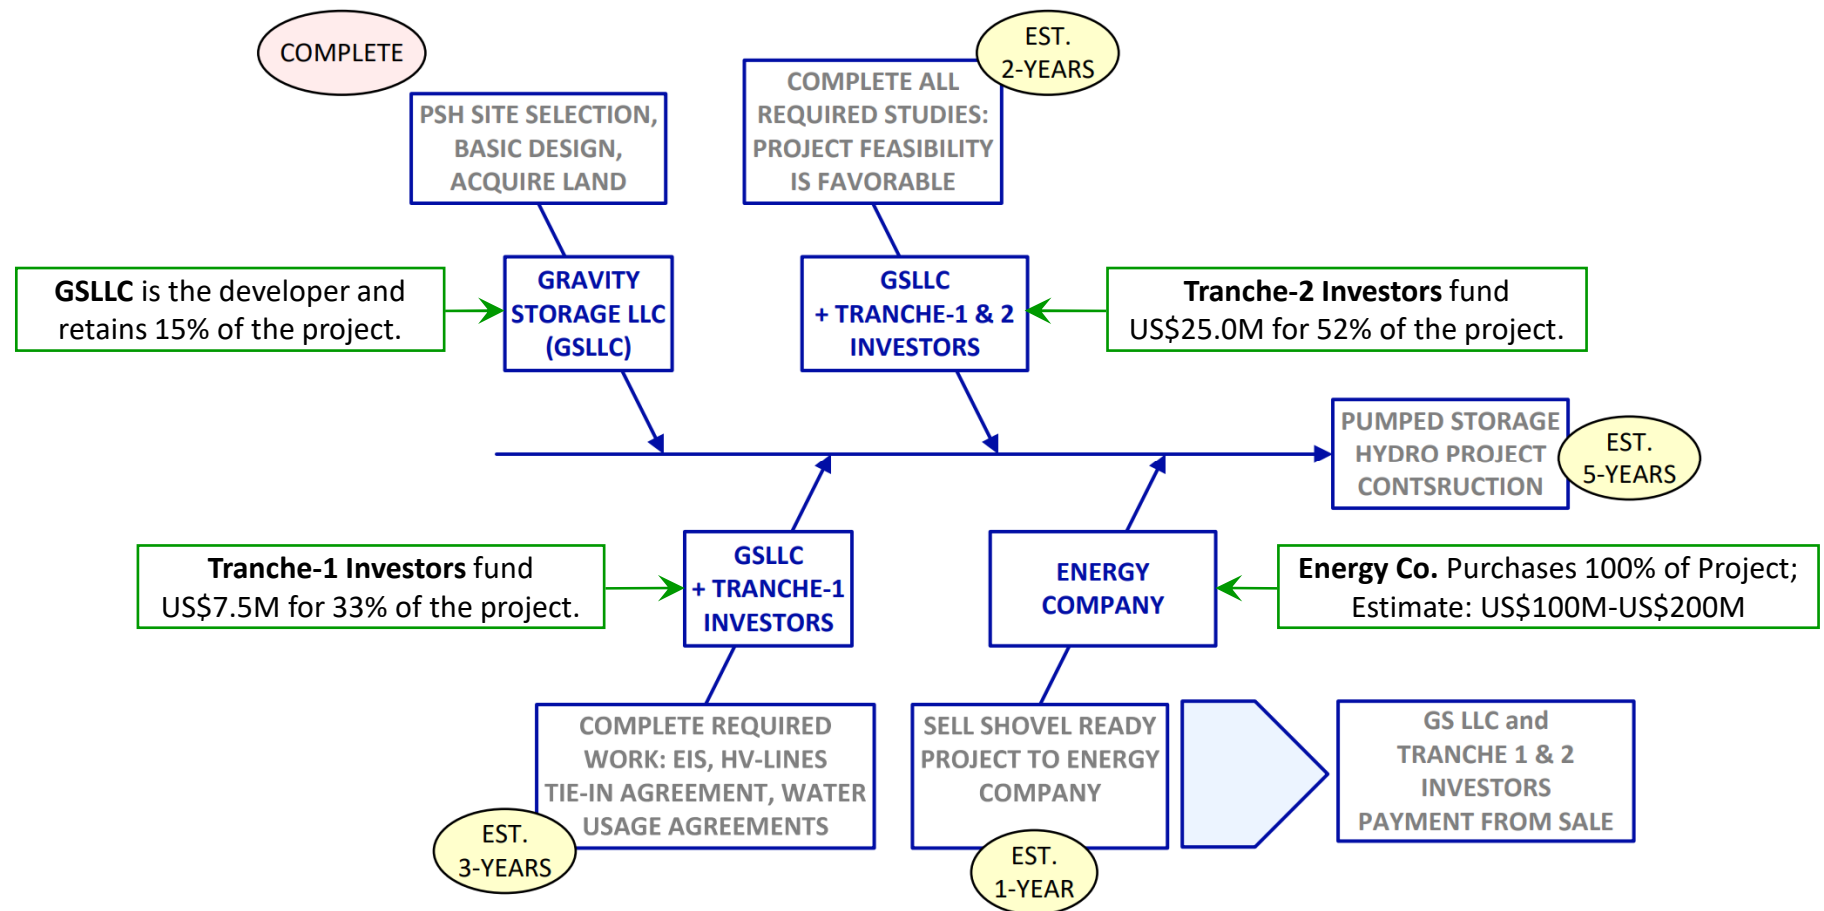 COMPLETE
PSH SITE SELECTION,
BASIC DESIGN,
ACQUIRE LAND
EST.
2-YEARS
COMPLETE ALL
REQUIRED STUDIES:
PROJECT FEASIBILITY
IS FAVORABLE
GSLLC is the developer and
retains 15% of the project.
GRAVITY
STORAGE LLC
(GSLLC)
GSLLC
+ TRANCHE-1 & 2
INVESTORS
Tranche-2 Investors fund
US$25.0M for 52% of the project.
PUMPED STORAGE
HYDRO PROJECT
CONTSRUCTION
EST.
5-YEARS
Tranche-1 Investors fund
US$7.5M for 33% of the project.
GSLLC
+ TRANCHE-1
INVESTORS
ENERGY
COMPANY
Energy Co. Purchases 100% of Project;
Estimate: US$100M-US$200M
COMPLETE REQUIRED
WORK: EIS, HV-LINES
TIE-IN AGREEMENT, WATER
USAGE AGREEMENTS
EST.
3-YEARS
SELL SHOVEL READY
PROJECT TO ENERGY
COMPANY
EST.
1-YEAR
GS LLC and
TRANCHE 1 & 2
INVESTORS
PAYMENT FROM SALE